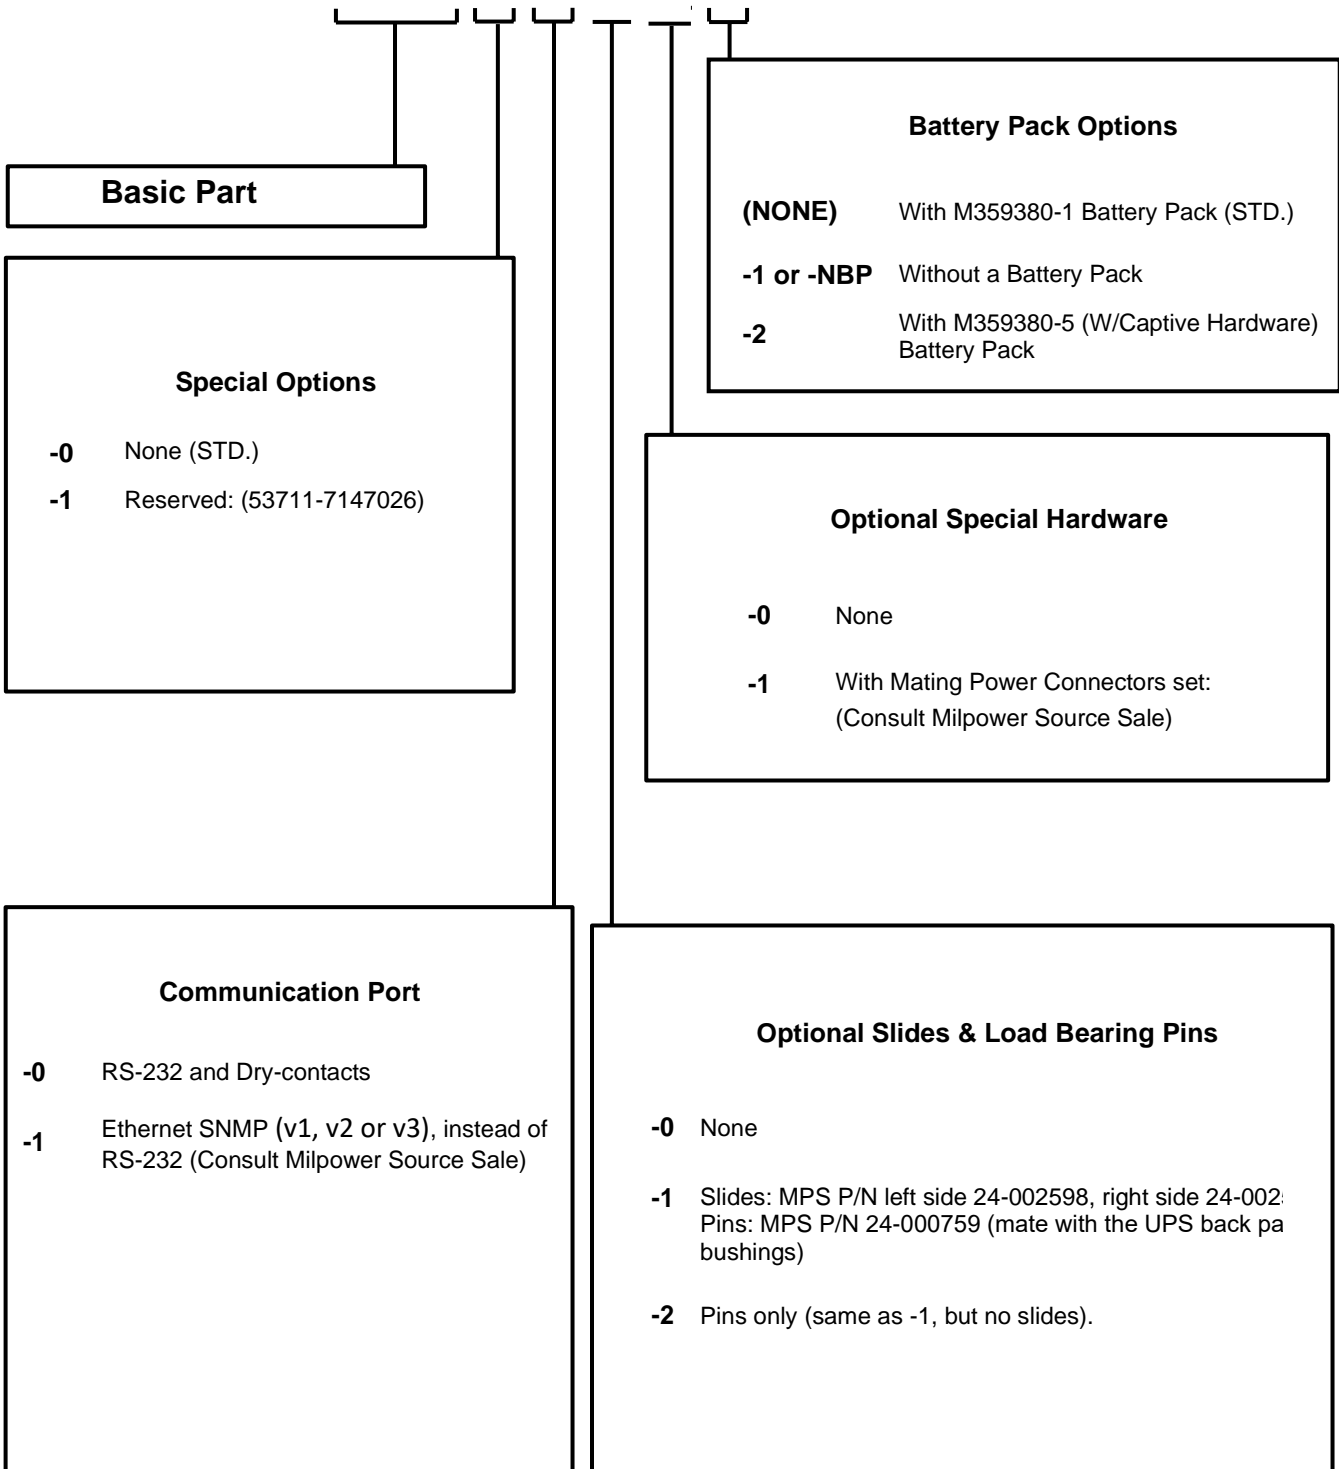 Battery Pack Options
(NONE) With M359380-1 Battery Pack (STD.)
-1 or -NBP Without a Battery Pack
-2 With M359380-5 (W/Captive Hardware)
Battery Pack
Basic Part
Special Options
-0 None (STD.)
-1 Reserved: (53711-7147026)
Optional Special Hardware
-0 None
-1 With Mating Power Connectors set:
(Consult Milpower Source Sale)
Communication Port
-0 RS-232 and Dry-contacts
-1 Ethernet SNMP (v1, v2 or v3), instead of
RS-232 (Consult Milpower Source Sale)
Optional Slides & Load Bearing Pins
-0 None
-1 Slides: MPS P/N left side 24-002598, right side
Pins: MPS P/N 24-000759 (mate with the UPS back
bushings)
-2 Pins only (same as -1, but no slides).